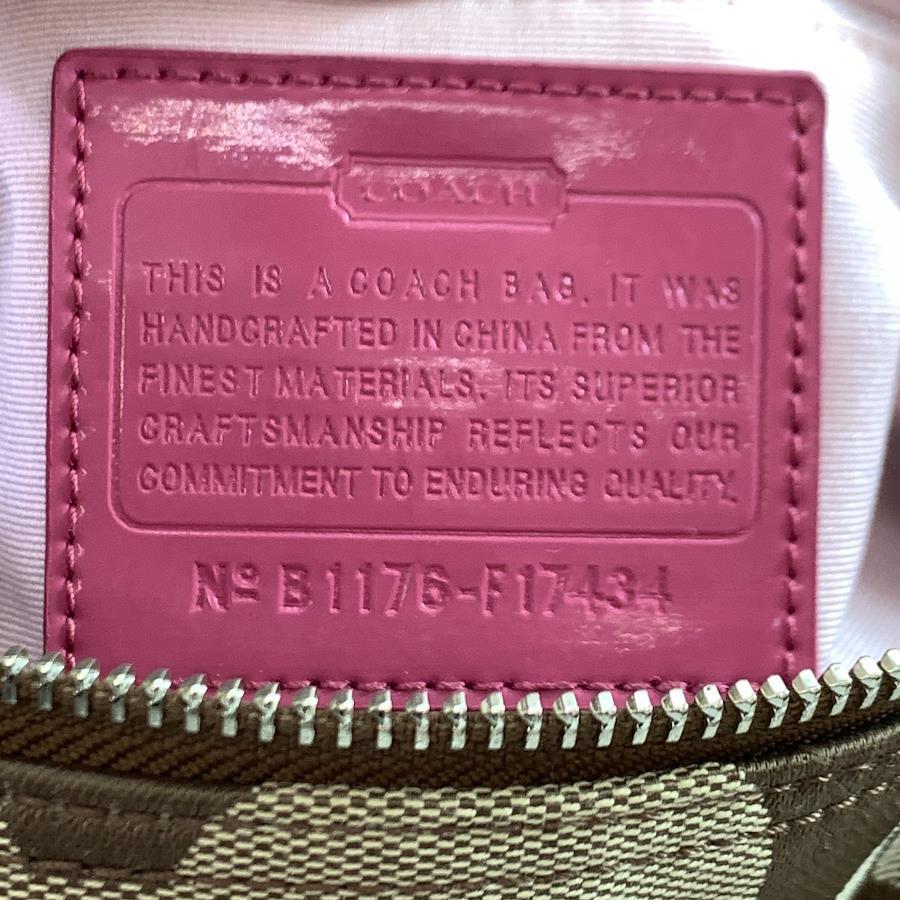 COACH
THIS IS A COACH BAG. IT WAS
HANDCRAFTED IN CHINA FROM THE
FINEST MATERIALS. ITS SUPERIOR
CRAFTSMANSHIP REFLECTS OUR
COMMITMENT TO ENDURING QUALITY.
Nº B1176-F17434